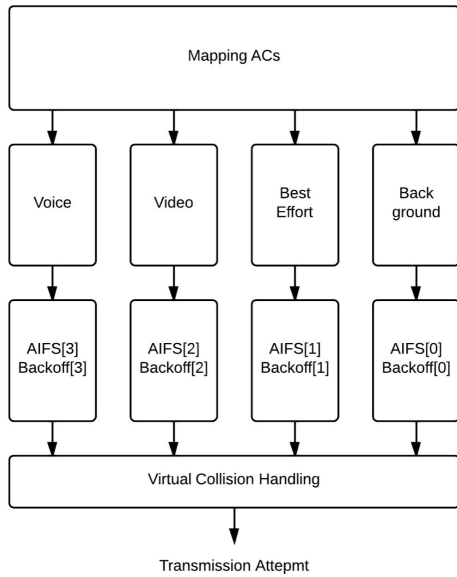 Mapping ACs
Voice
Video
Best
Effort
Back
ground
AIFS[3]
Backoff[3]
AIFS[2]
Backoff[2]
AIFS[1]
Backoff[1]
AIFS[0]
Backoff[0]
Virtual Collision Handling
Transmission Attepmt